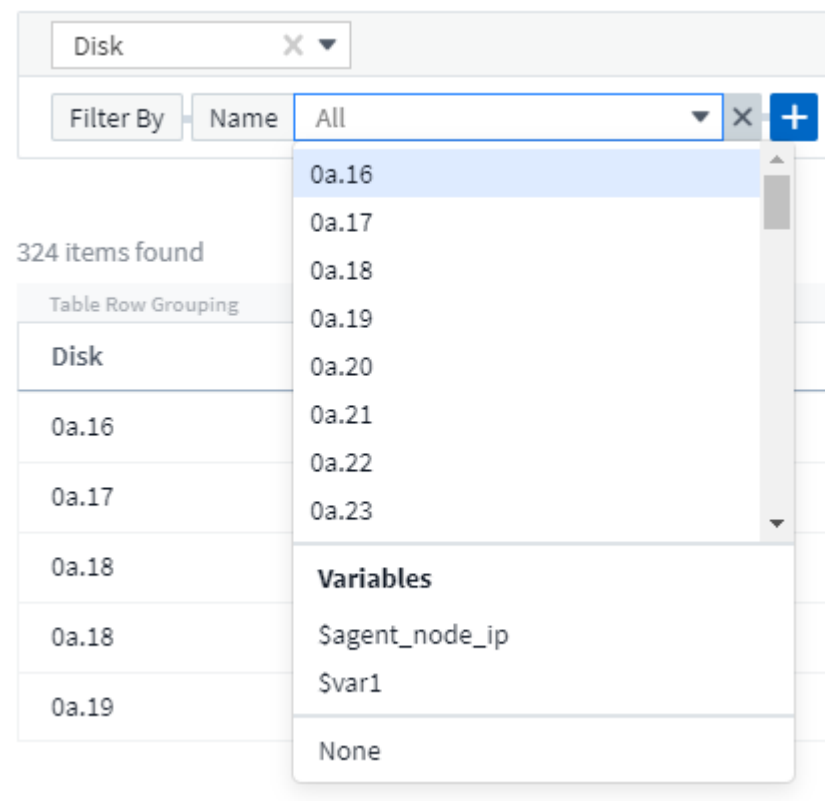 Disk
Filter By Name All
0a.16
0a.17
0a.18
0a.19
0a.20
0a.21
0a.22
0a.23
Variables
$agent_node_ip
$var1
None
324 items found
Table Row Grouping
Disk
0a.16
0a.17
0a.18
0a.18
0a.19